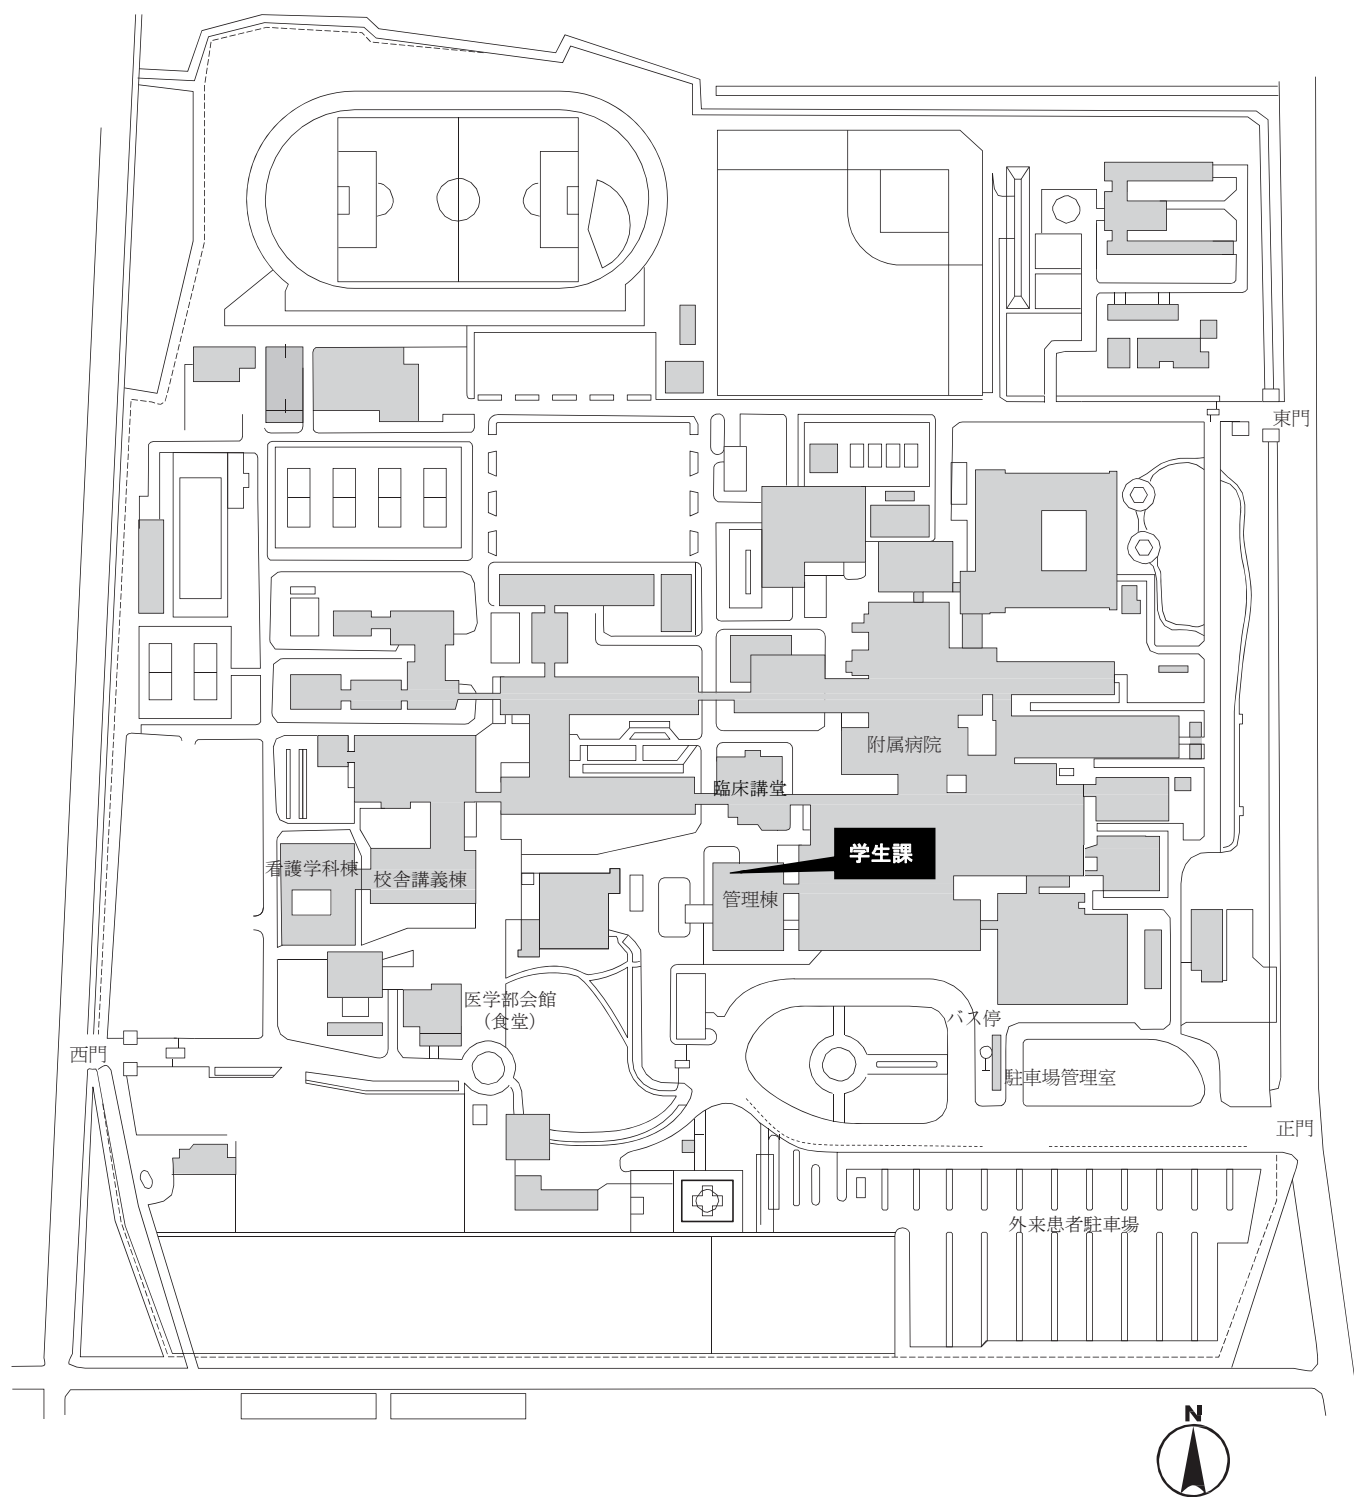 東門
附属病院
臨床講堂
学生課
看護学科棟
校舎講義棟
管理棟
医学部会館
（食堂）
バス停
西門
駐車場管理室
正門
外来患者駐車場
N